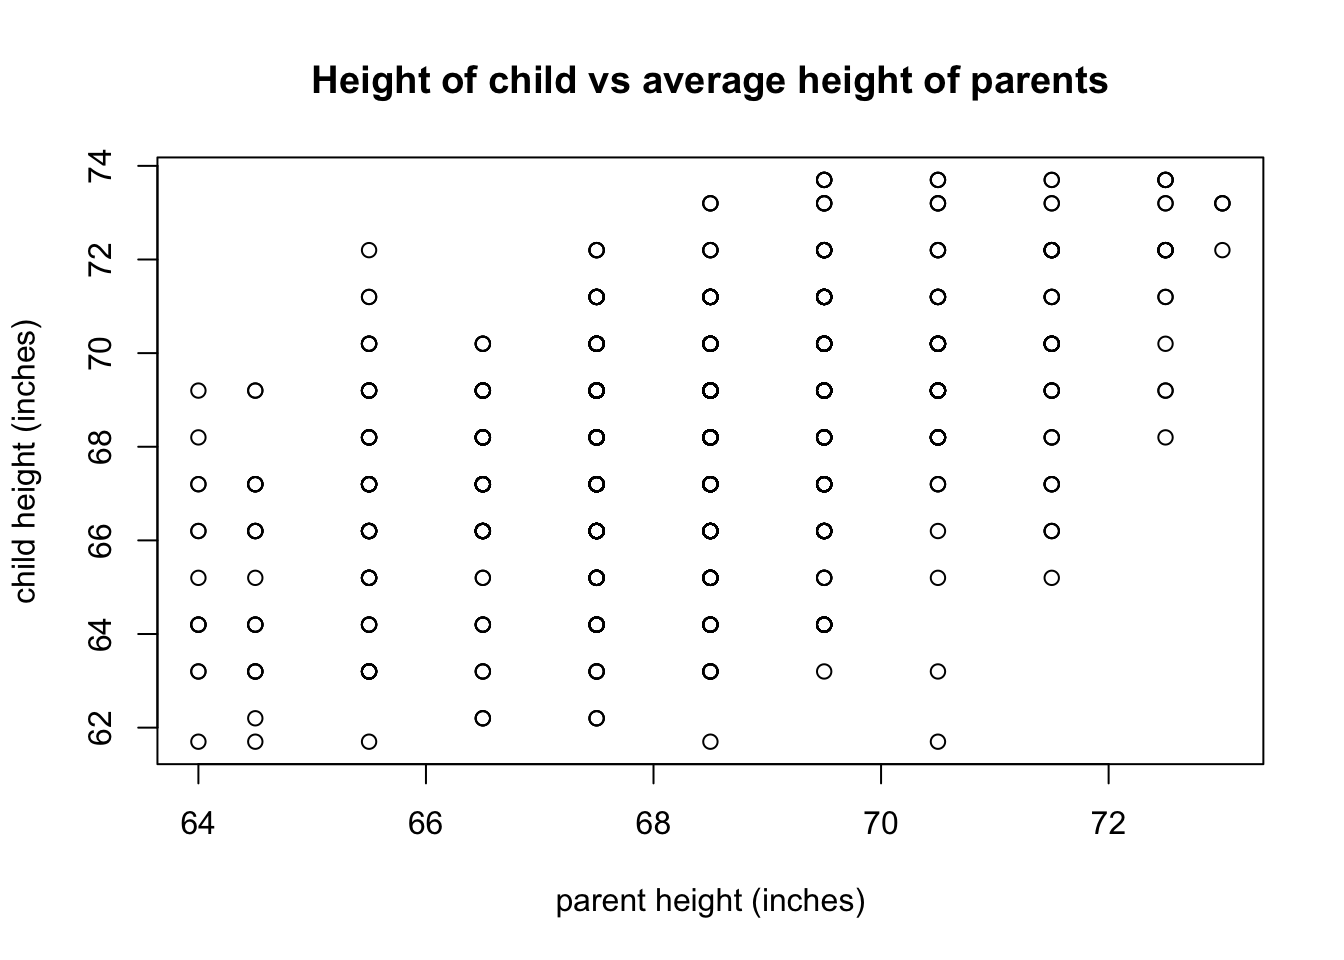 Height of child vs average height of parents
74
72
70
68
66
64
62
child height (inches)
64 66 68 70 72
parent height (inches)